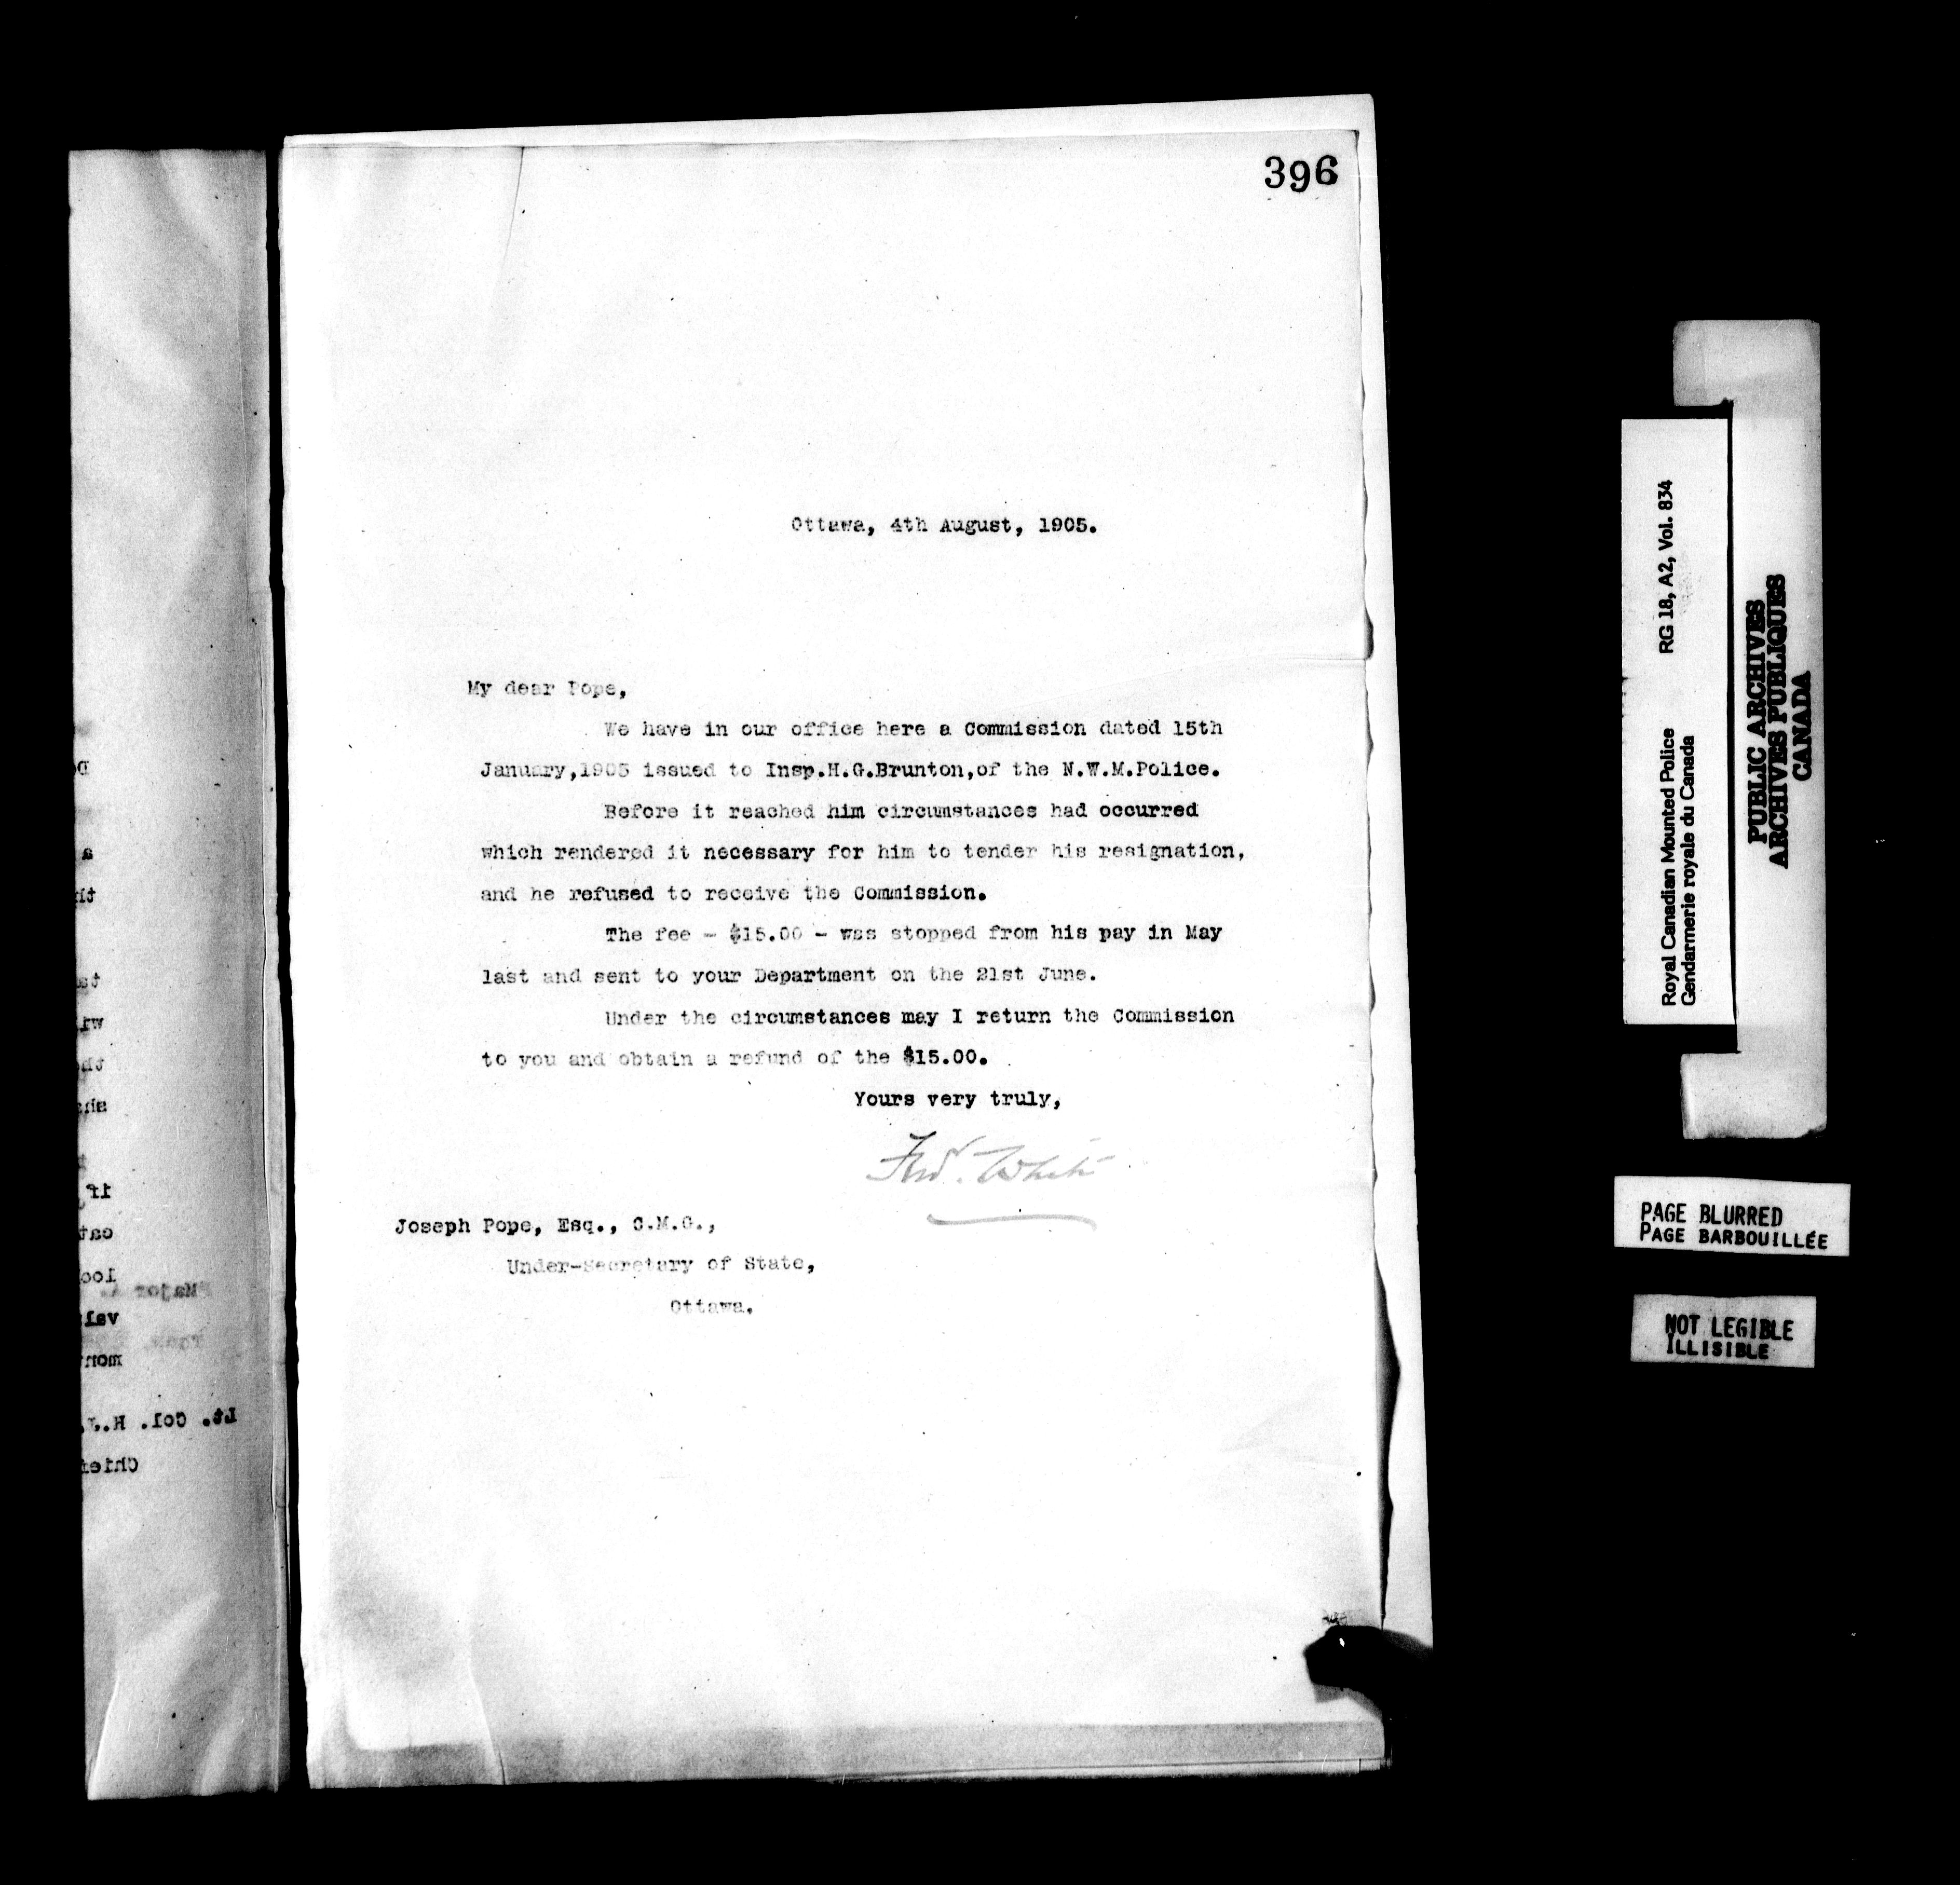 396
Ottawa, 4th August, 1905.
My dear Pope,
We have in our office here a Commission dated 15th
January,1905 issued to Insp.H.G.Brunton,of the N.W.M.Police.
Before it reached him circumstances had occurred
which rendered it necessary for him to tender his resignation,
and he refused to receive the Commission.
The fee - $15.00 - was stopped from his pay in May
last and sent to your Department on the 21st June.
Under the circumstances may I return the Commission
to you and obtain a refund of the $15.00.
Yours very truly,
Fred. White
Joseph Pope, Esq., C.M.G.,
Under-Secretary of State,
Ottawa.
Major A.
Lt. Col. H.
Chief
Royal Canadian Mounted Police RG 18, A2, Vol. 834
Gendarmerie royale du Canada
PUBLIC ARCHIVES
ARCHIVES PUBLIQUES
CANADA
PAGE BLURRED
PAGE BARBOUILLÉE
NOT LEGIBLE
ILLISIBLE